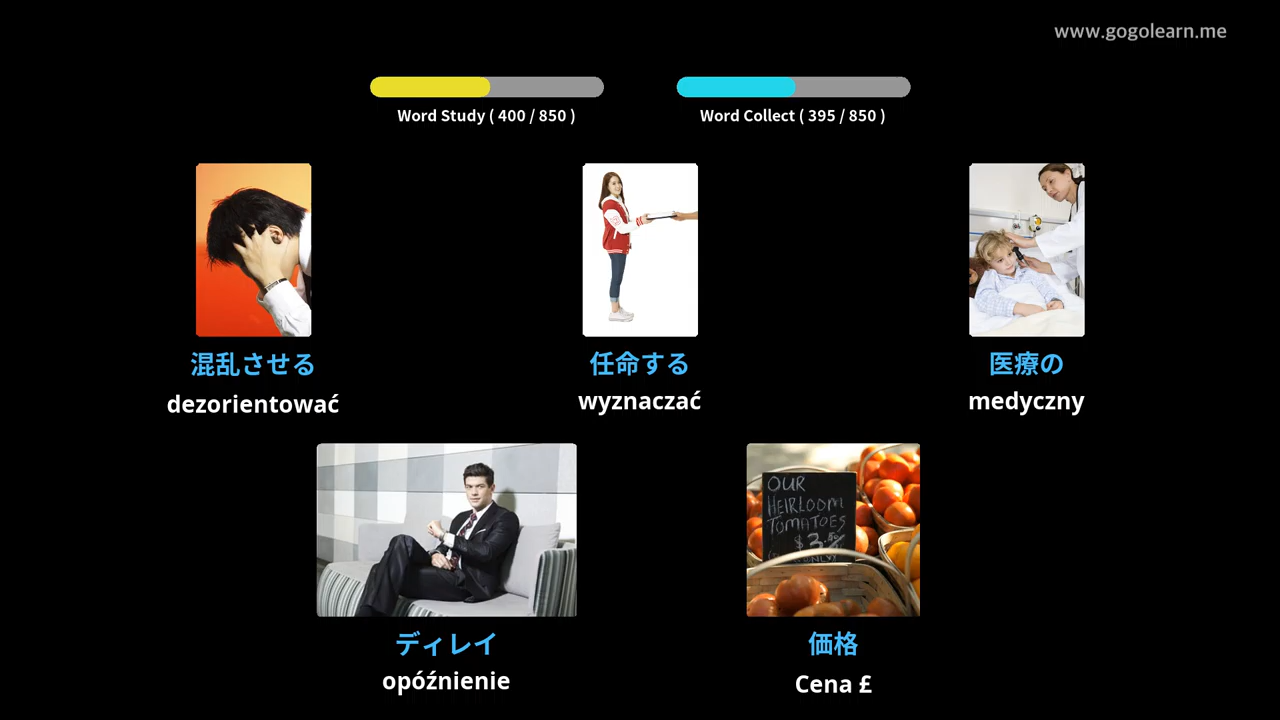 www.gogolearn.me
Word Study ( 400 / 850 )
Word Collect ( 395 / 850 )
混乱させる
dezorientować
任命する
wyznaczać
医療の
medyczny
ディレイ
opóźnienie
OUR
HEIRLOOM
TOMATOES
価格
Cena £